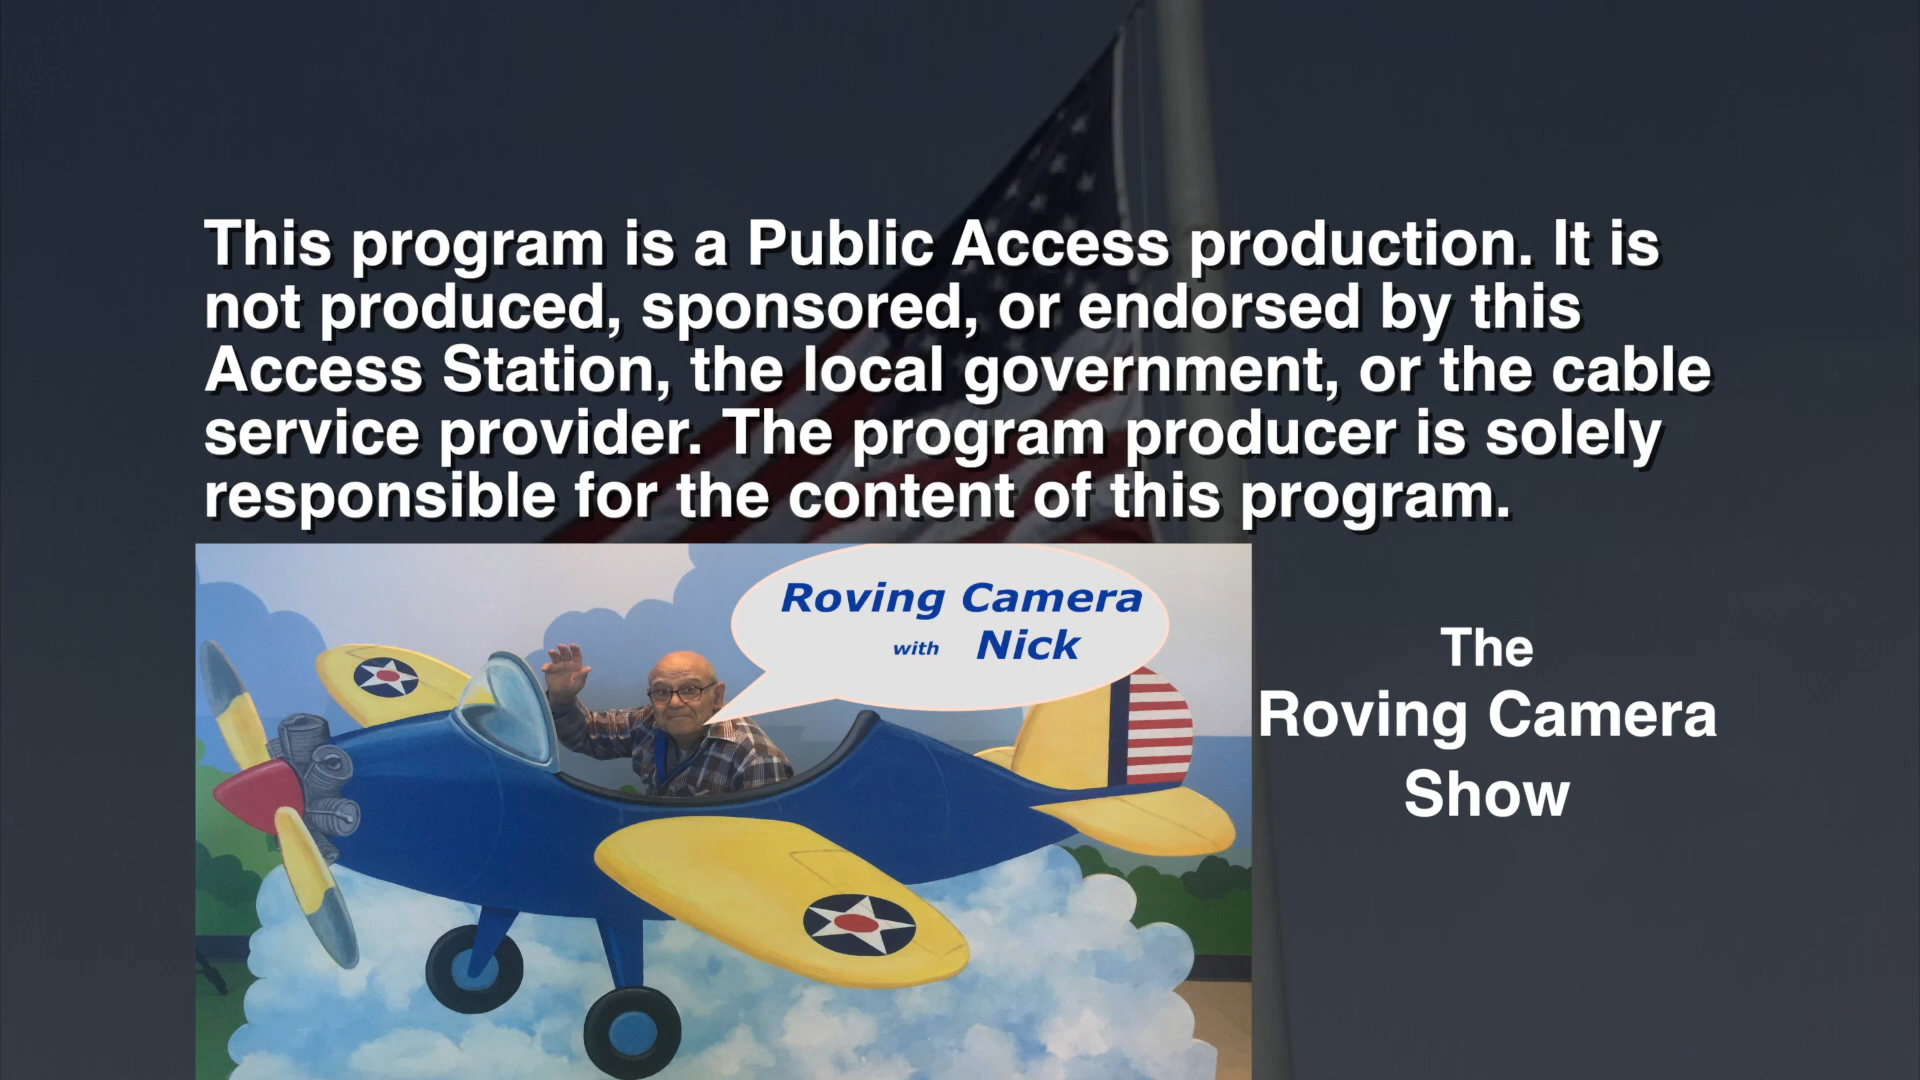 This program is a Public Access production. It is
not produced, sponsored, or endorsed by this
Access Station, the local government, or the cable
service provider. The program producer is solely
responsible for the content of this program.
Roving Camera
with Nick
The
Roving Camera
Show